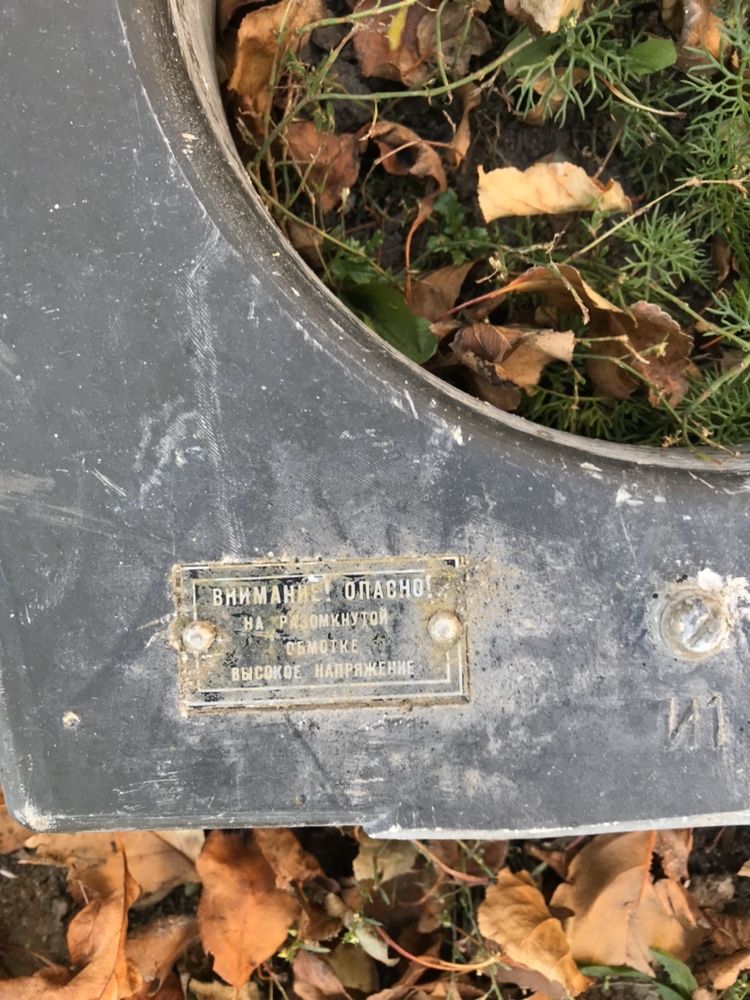 ВНИМАНИЕ! ОПАСНО!
НА РАЗОМКНУТОЙ
ОБМОТКЕ
ВЫСОКОЕ НАПРЯЖЕНИЕ
И1